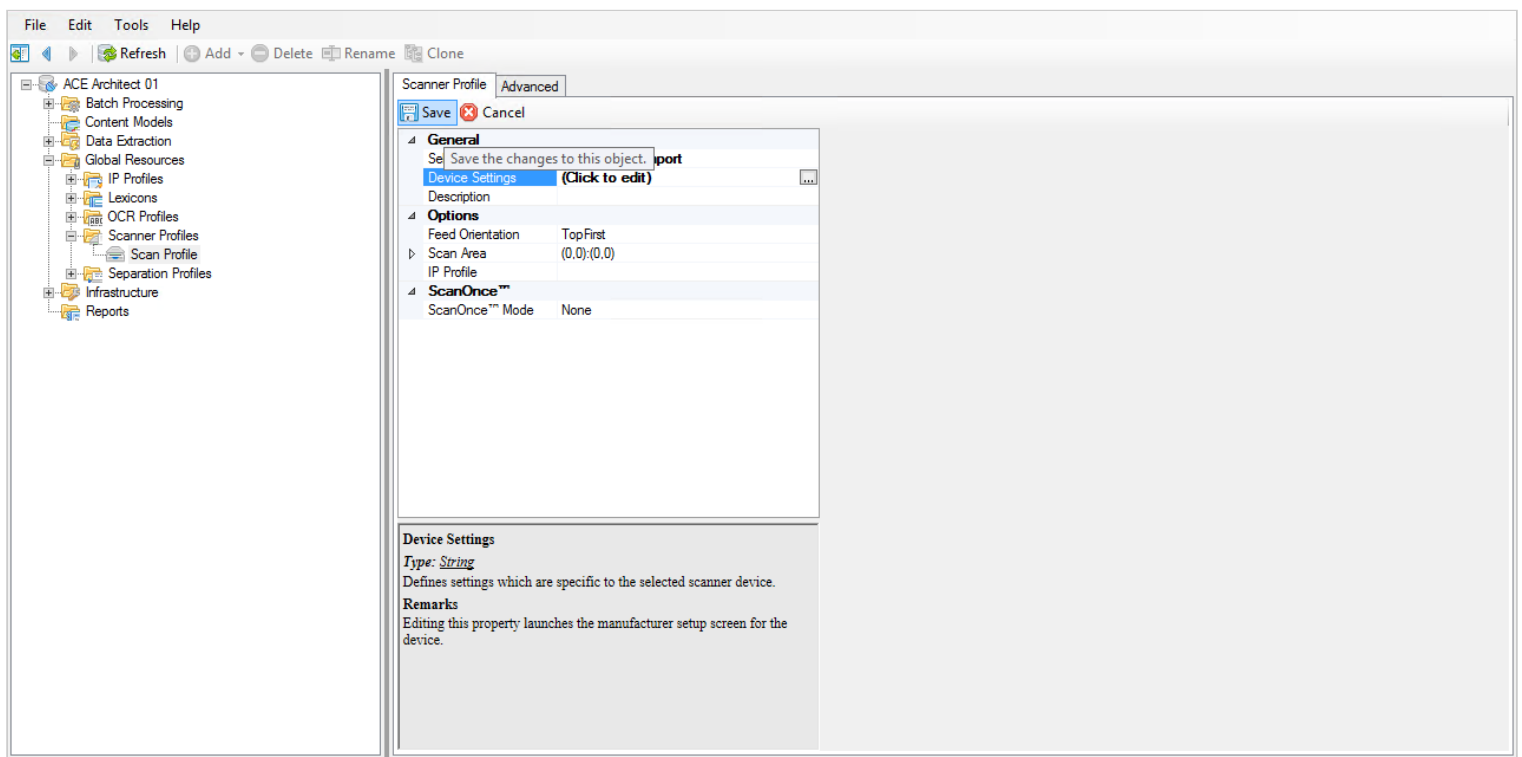 File Edit Tools Help
Refresh Add Delete Rename Clone
ACE Architect 01
Batch Processing
Content Models
Data Extraction
Global Resources
IP Profiles
Lexicons
OCR Profiles
Scanner Profiles
Scan Profile
Separation Profiles
Infrastructure
Reports
Scanner Profile Advanced
Save Cancel
General
Save the changes to this object.
Device Settings (Click to edit) ...
Description
Options
Feed Orientation TopFirst
Scan Area (0,0):(0,0)
IP Profile
ScanOnce™
ScanOnce™ Mode None
Device Settings
Type: String
Defines settings which are specific to the selected scanner device.
Remarks
Editing this property launches the manufacturer setup screen for the
device.